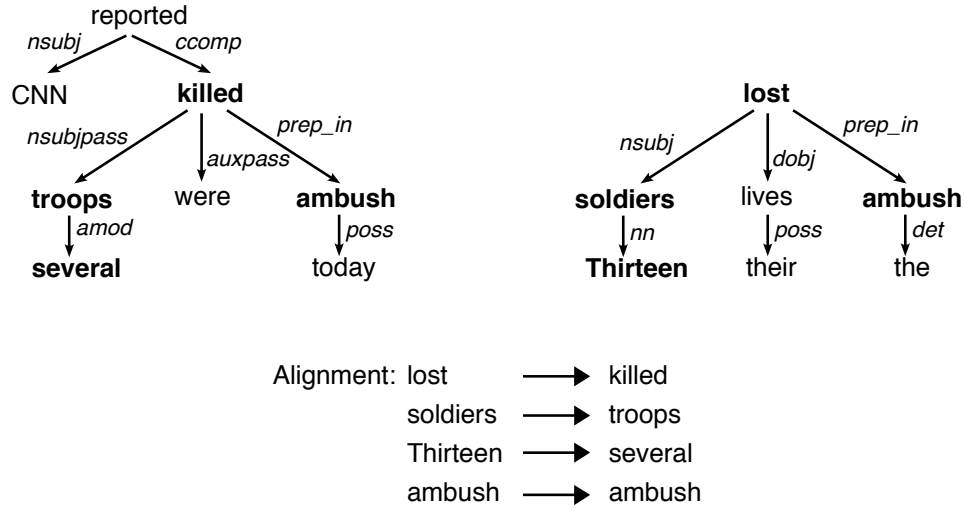 reported
nsubj ccomp
CNN killed lost
nsubjpass auxpass prep_in nsubj dobj prep_in
troops were ambush soldiers lives ambush
amod poss nn poss det
several today Thirteen their the
Alignment: lost killed
soldiers troops
Thirteen several
ambush ambush